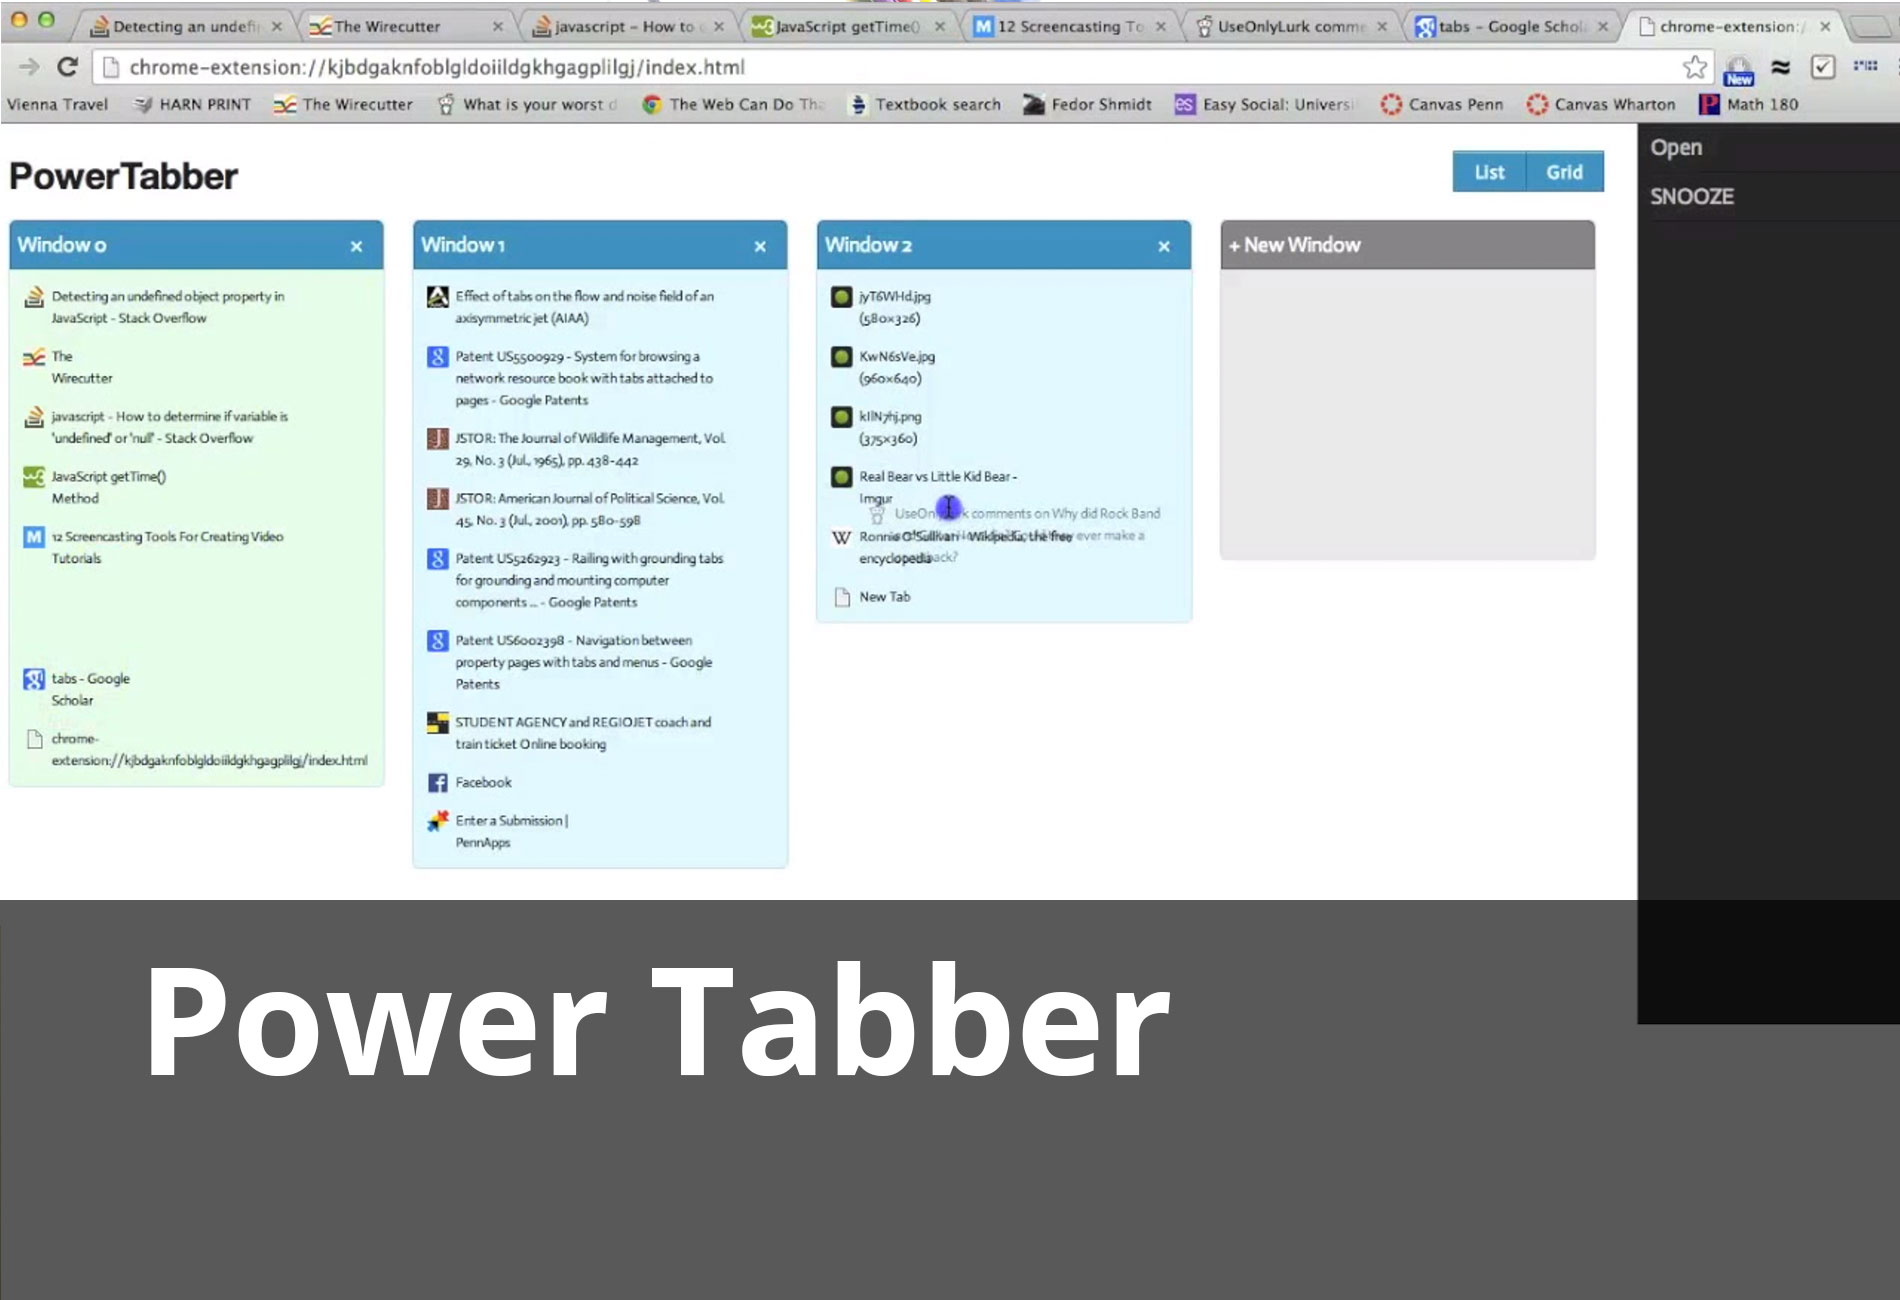 Detecting an undefi
The Wirecutter
javascript – How to
JavaScript getTime()
12 Screencasting To
UseOnlyLurk comme
tabs – Google Schol
chrome-extension:/
chrome-extension://kjbdgaknfoblgldoiildgkhgagplilgj/index.html
New
Vienna Travel
HARN PRINT
The Wirecutter
What is your worst d
The Web Can Do Tha
Textbook search
Fedor Shmidt
Easy Social: Universi
Canvas Penn
Canvas Wharton
Math 180
PowerTabber
List
Grid
Open
SNOOZE
Window 0
Detecting an undefined object property in
JavaScript - Stack Overflow
The
Wirecutter
javascript - How to determine if variable is
'undefined' or 'null' - Stack Overflow
JavaScript getTime()
Method
12 Screencasting Tools For Creating Video
Tutorials
tabs - Google
Scholar
chrome-
extension://kjbdgaknfoblgldoiildgkhgagplilgj/index.html
Window 1
Effect of tabs on the flow and noise field of an
axisymmetric jet (AIAA)
Patent US5500929 - System for browsing a
network resource book with tabs attached to
pages - Google Patents
JSTOR: The Journal of Wildlife Management, Vol.
29, No. 3 (Jul., 1965), pp. 438-442
JSTOR: American Journal of Political Science, Vol.
45, No. 3 (Jul., 2001), pp. 580-598
Patent US5262923 - Railing with grounding tabs
for grounding and mounting computer
components ... - Google Patents
Patent US6002398 - Navigation between
property pages with tabs and menus - Google
Patents
STUDENT AGENCY and REGIOJET coach and
train ticket Online booking
Facebook
Enter a Submission |
PennApps
Window 2
jyT6WHd.jpg
(580×326)
KwN6sVe.jpg
(960×640)
kIlN7hj.png
(375×360)
Real Bear vs Little Kid Bear -
Imgur
comments on Why did Rock Band
Ronnie O'Sullivan - Wikipedia, the free
ever make a
encyclopedia
New Tab
+ New Window
Power Tabber